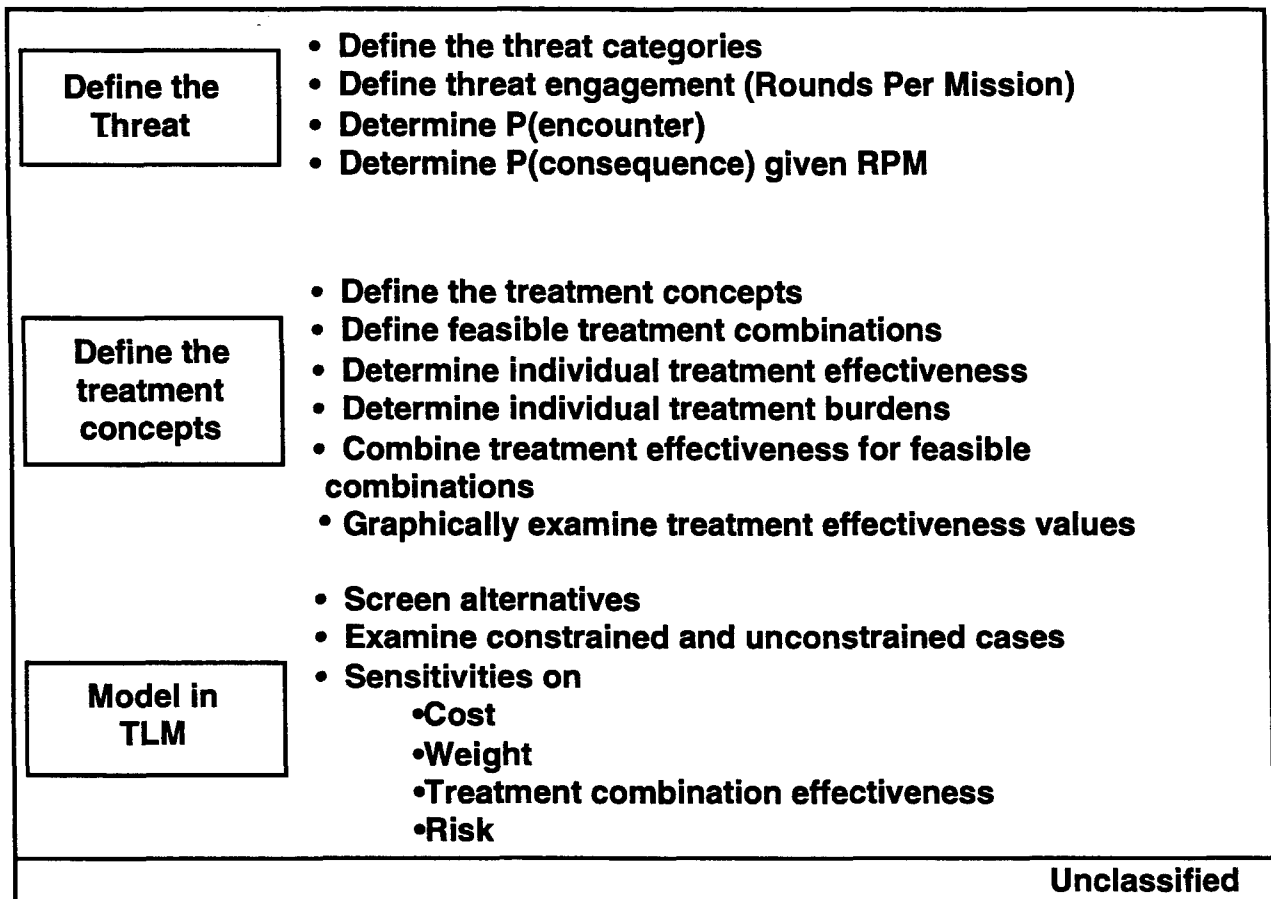 Define the
Threat
• Define the threat categories
• Define threat engagement (Rounds Per Mission)
• Determine P(encounter)
• Determine P(consequence) given RPM
Define the
treatment
concepts
• Define the treatment concepts
• Define feasible treatment combinations
• Determine individual treatment effectiveness
• Determine individual treatment burdens
• Combine treatment effectiveness for feasible
combinations
• Graphically examine treatment effectiveness values
Model in
TLM
• Screen alternatives
• Examine constrained and unconstrained cases
• Sensitivities on
•Cost
•Weight
•Treatment combination effectiveness
•Risk
Unclassified